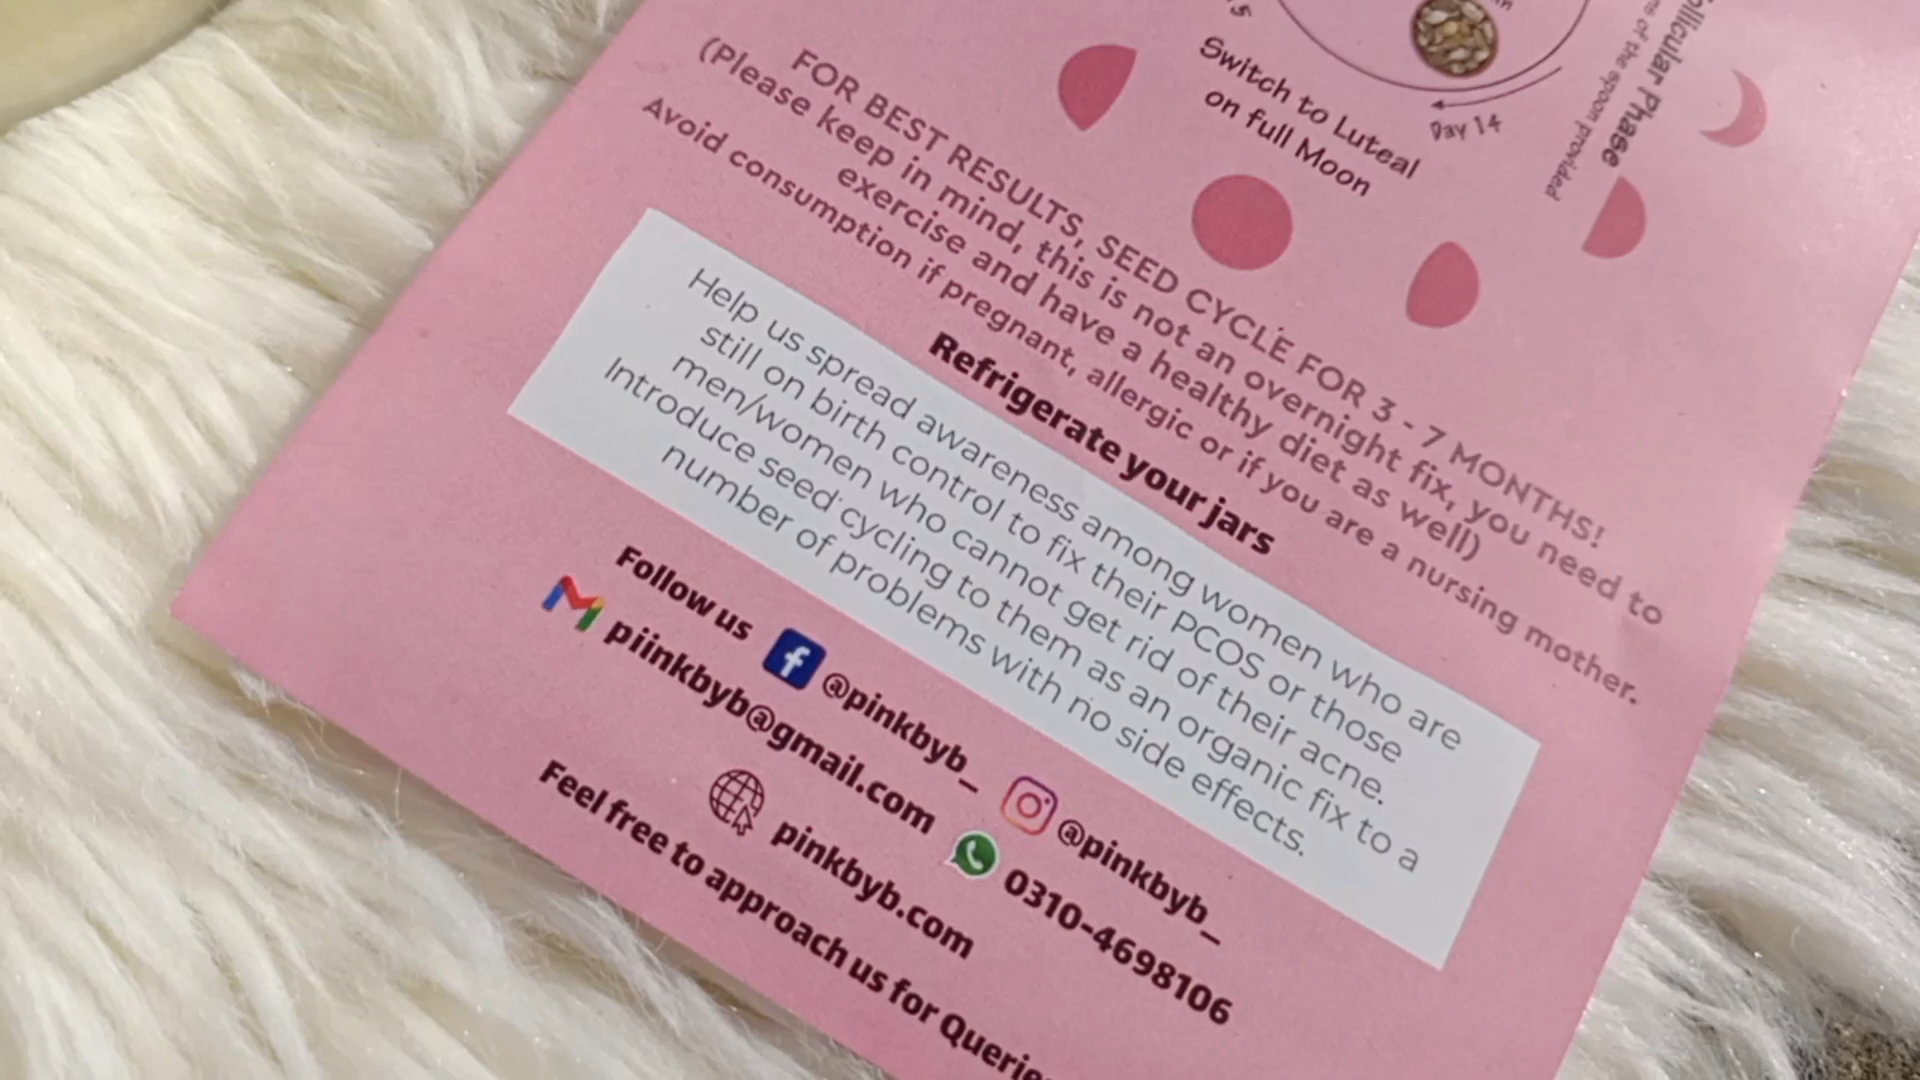 Switch to Luteal
on full Moon
Day 14
Follicular Phase
of the spoon provided
FOR BEST RESULTS, SEED CYCLE FOR 3 - 7 MONTHS!
(Please keep in mind, this is not an overnight fix, you need to
exercise and have a healthy diet as well)
Avoid consumption if pregnant, allergic or if you are a nursing mother.
Refrigerate your jars
Help us spread awareness among women who are
still on birth control to fix their PCOS or those
men/women who cannot get rid of their acne.
Introduce seed cycling to them as an organic fix to a
number of problems with no side effects.
Follow us @pinkbyb_ @pinkbyb_
piinkbyb@gmail.com 0310-4698106
pinkbyb.com
Feel free to approach us for